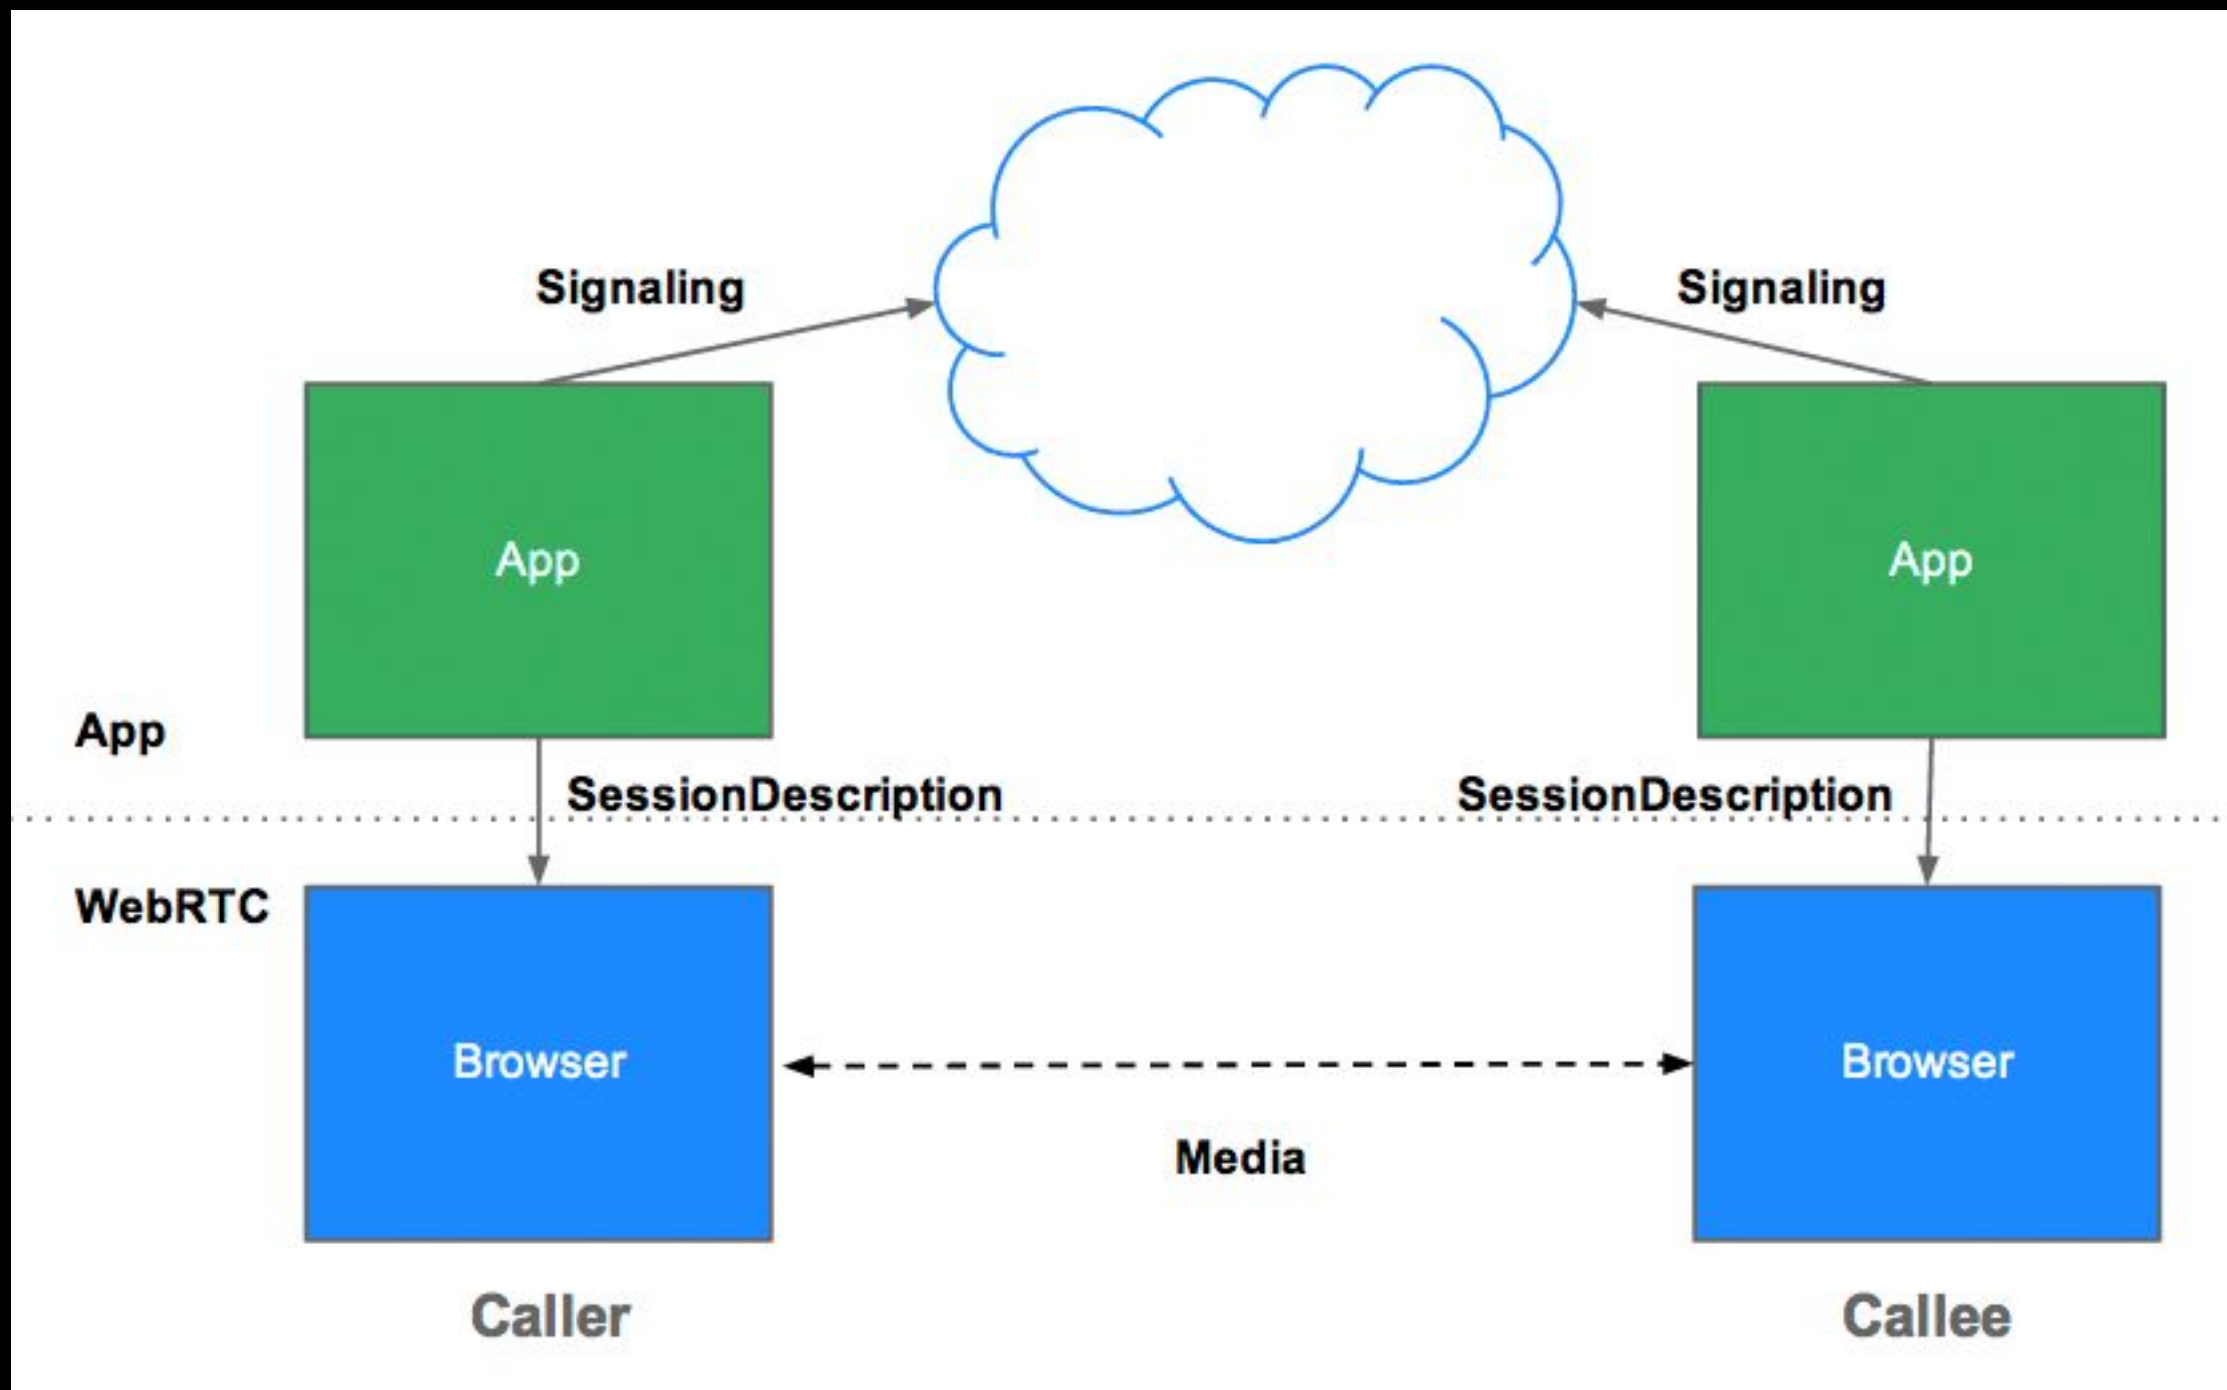 Signaling
Signaling
App
App
App
SessionDescription
SessionDescription
WebRTC
Browser
Browser
Media
Caller
Callee